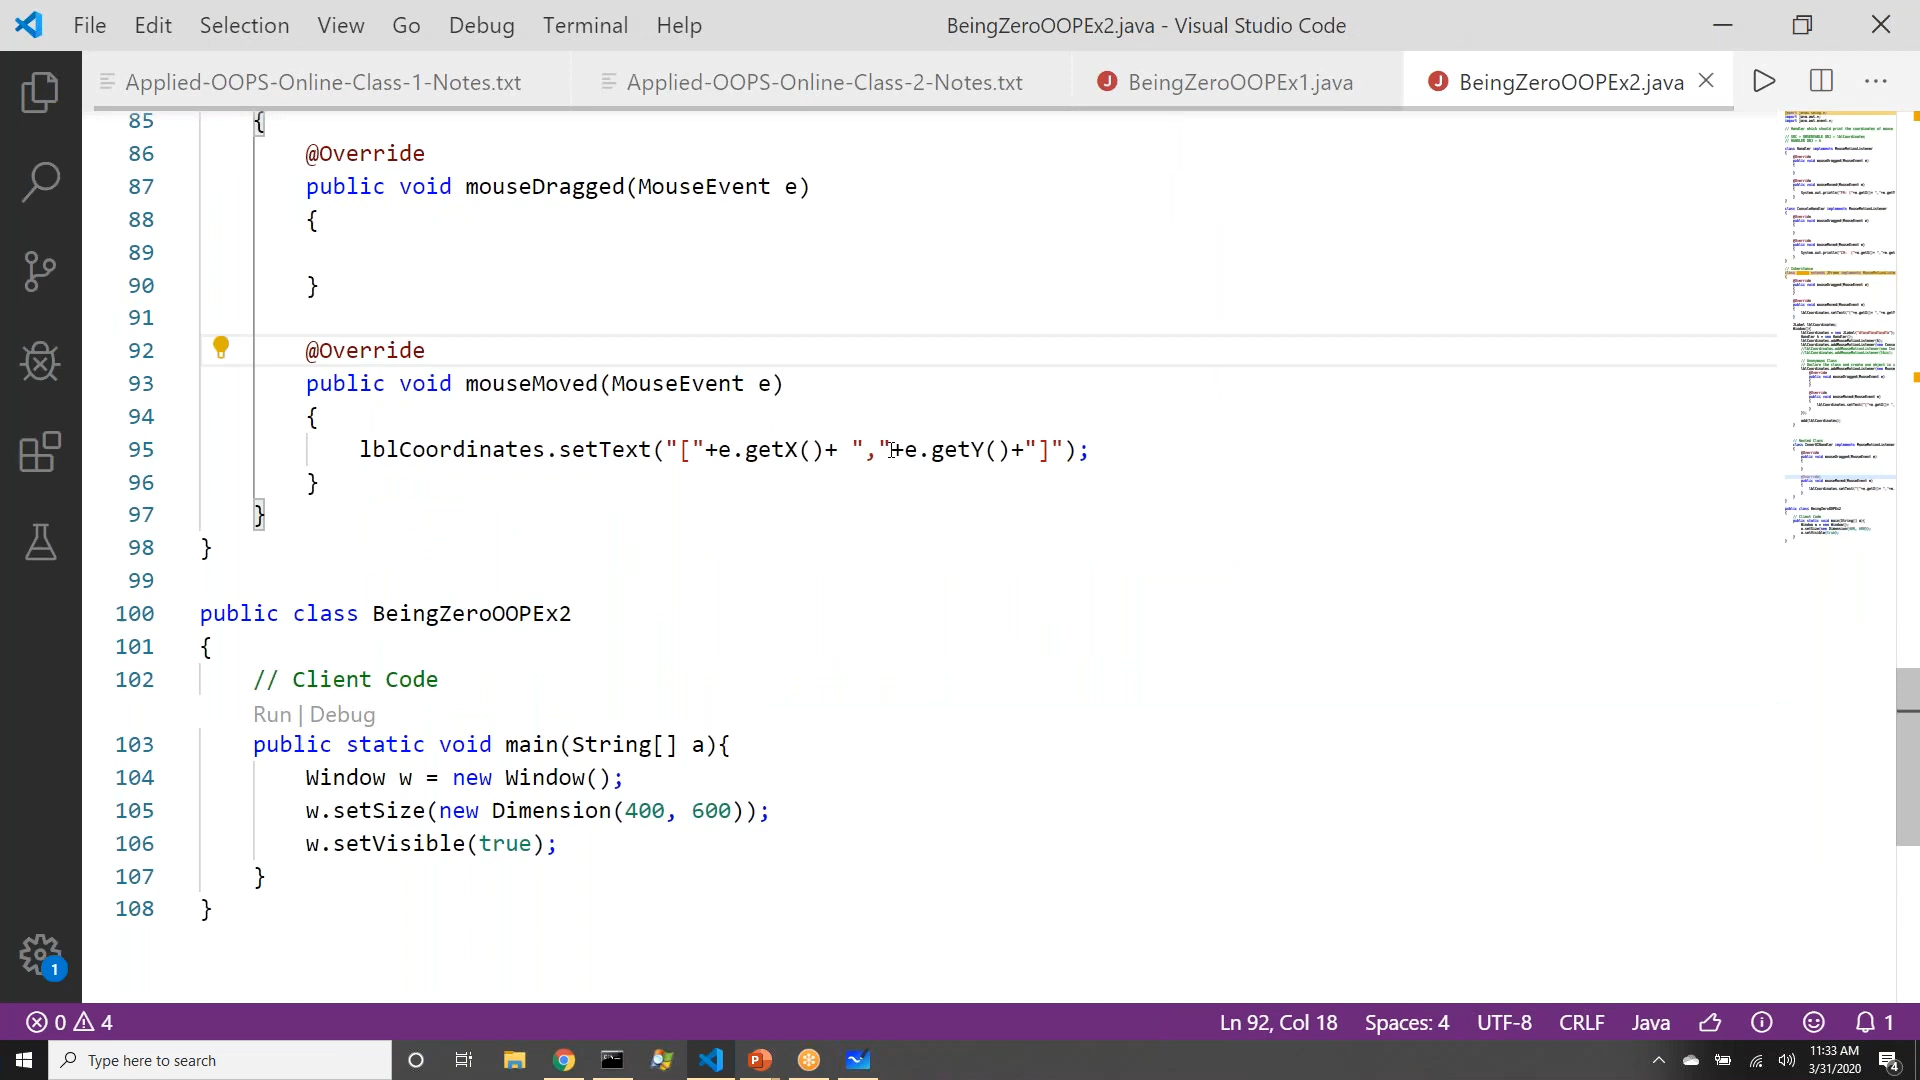 File Edit Selection View Go Debug Terminal Help BeingZeroOOPEx2.java - Visual Studio Code
Applied-OOPS-Online-Class-1-Notes.txt Applied-OOPS-Online-Class-2-Notes.txt J BeingZeroOOPEx1.java J BeingZeroOOPEx2.java
85 {
86 @Override
87 public void mouseDragged(MouseEvent e)
88 {
89
90 }
91
92 @Override
93 public void mouseMoved(MouseEvent e)
94 {
95 lblCoordinates.setText("["+e.getX()+ ","+e.getY()+"]");
96 }
97 }
98 }
99
100 public class BeingZeroOOPEx2
101 {
102 // Client Code
Run | Debug
103 public static void main(String[] a){
104 Window w = new Window();
105 w.setSize(new Dimension(400, 600));
106 w.setVisible(true);
107 }
108 }
1
0 4 Ln 92, Col 18 Spaces: 4 UTF-8 CRLF Java 1
Type here to search
11:33 AM
3/31/2020
4